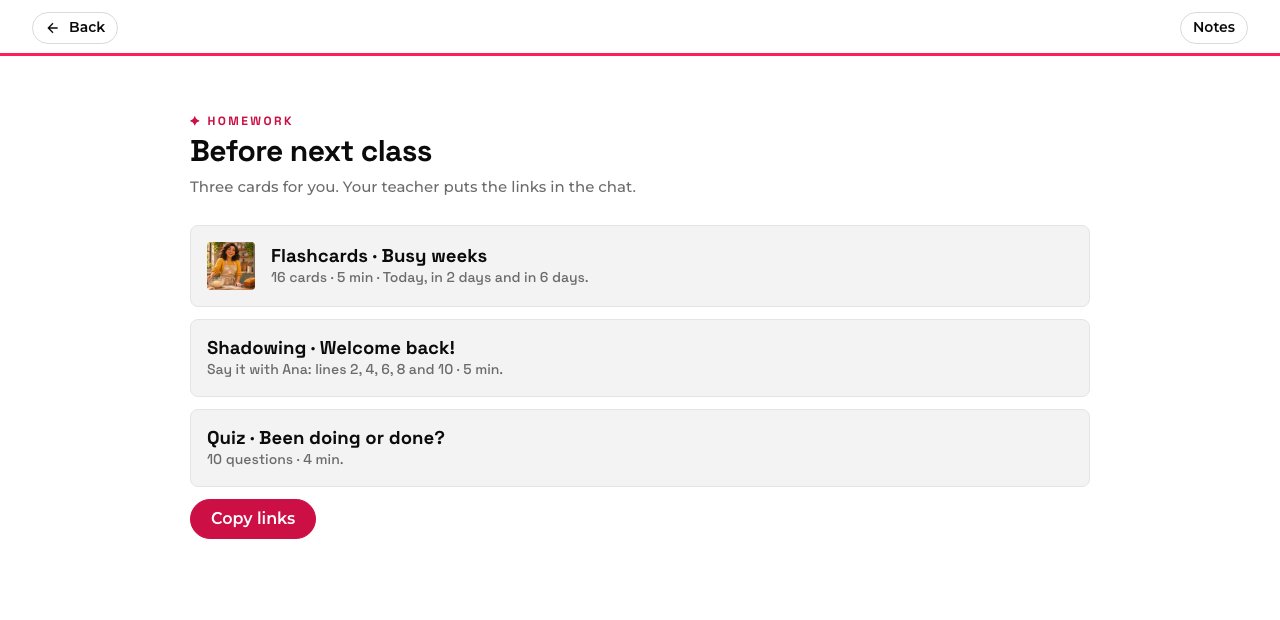 Back
Notes
HOMEWORK
Before next class
Three cards for you. Your teacher puts the links in the chat.
Flashcards · Busy weeks
16 cards · 5 min · Today, in 2 days and in 6 days.
Shadowing · Welcome back!
Say it with Ana: lines 2, 4, 6, 8 and 10 · 5 min.
Quiz · Been doing or done?
10 questions · 4 min.
Copy links